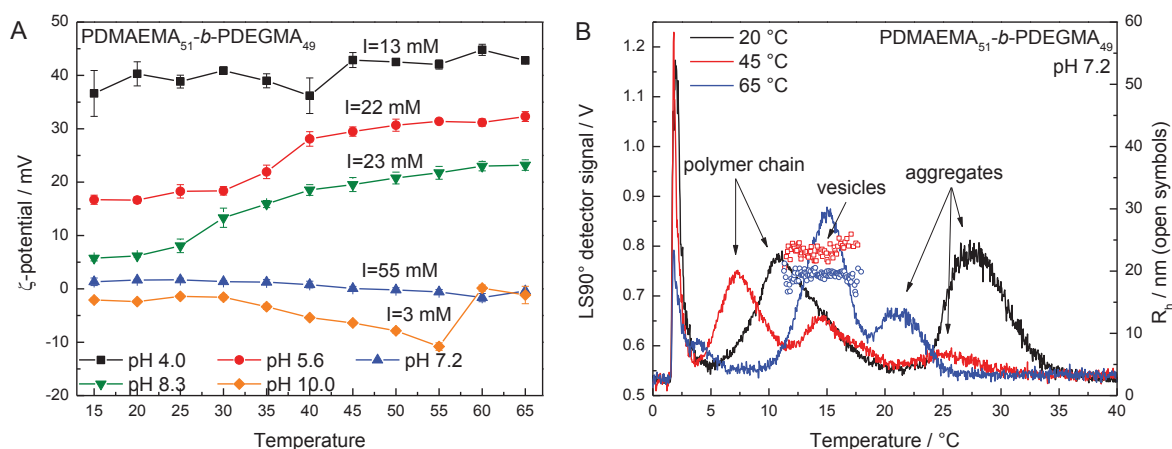 A
PDMAEMA51-b-PDEGMA49
I=13 mM
I=22 mM
I=23 mM
I=55 mM
I=3 mM
pH 4.0 pH 5.6 pH 7.2
pH 8.3 pH 10.0
ζ-potential / mV
50
40
30
20
10
0
-10
-20
15 20 25 30 35 40 45 50 55 60 65
Temperature
B
20 °C
45 °C
65 °C
PDMAEMA51-b-PDEGMA49
pH 7.2
polymer chain
vesicles
aggregates
LS90° detector signal / V
1.2
1.1
1.0
0.9
0.8
0.7
0.6
0.5
0 5 10 15 20 25 30 35 40
Temperature / °C
60
50
40
30
20
10
0
Rh / nm (open symbols)